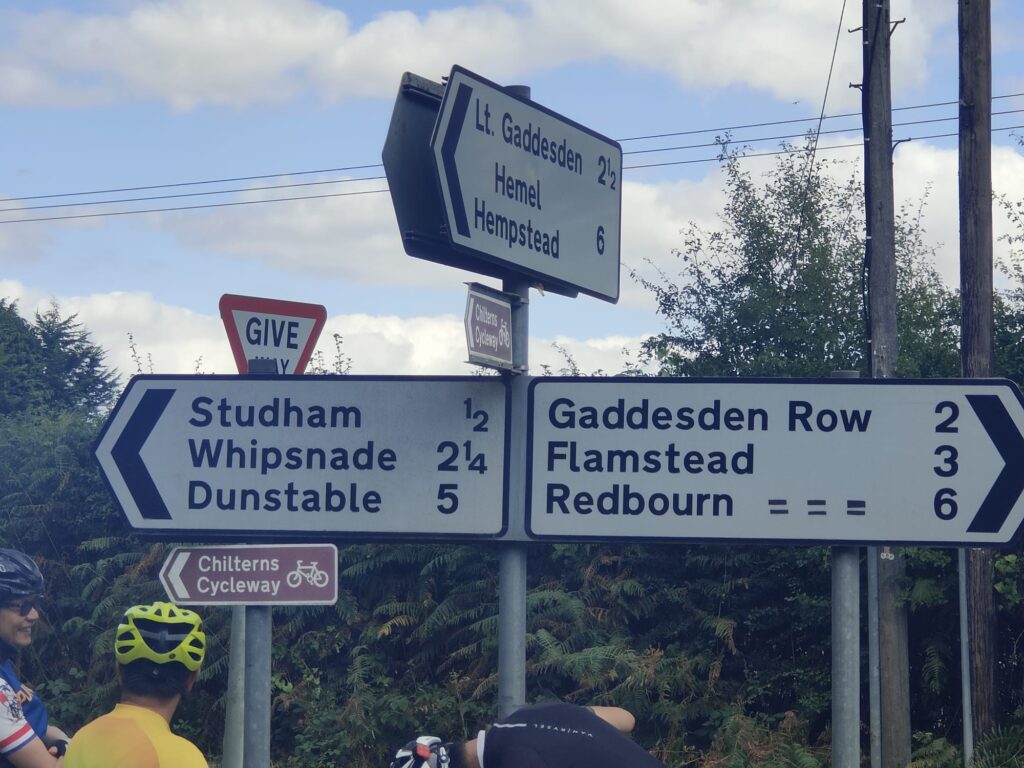 Lt. Gaddesden 2½
Hemel
Hempstead 6
Chilterns
Cycleway
GIVE
WAY
Studham ½
Whipsnade 2¼
Dunstable 5
Gaddesden Row 2
Flamstead 3
Redbourn = = = 6
Chilterns
Cycleway